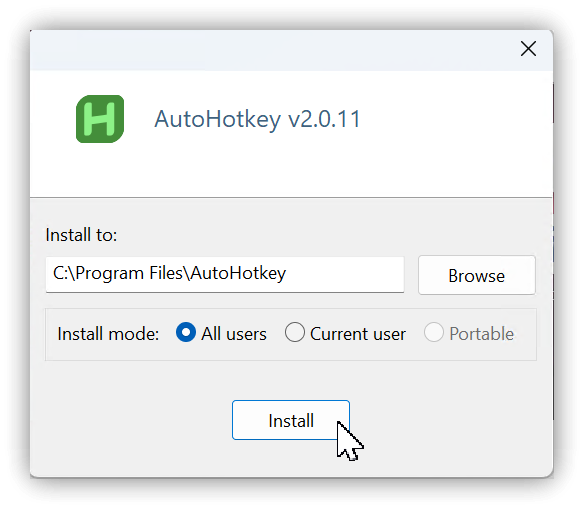 AutoHotkey v2.0.11
Install to:
C:\Program Files\AutoHotkey
Browse
Install mode: All users Current user Portable
Install